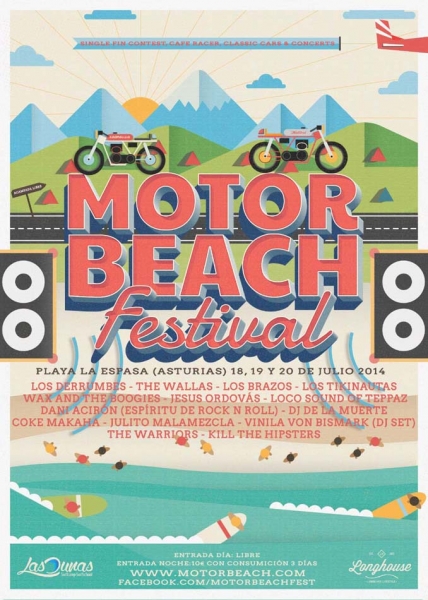 SINGLE FIN CONTEST, CAFE RACER, CLASSIC CARS & CONCERTS
MOTOR
BEACH
Festival
PLAYA LA ESPASA (ASTURIAS) 18, 19 Y 20 DE JULIO 2014
LOS DERRUMBES - THE WALLAS - LOS BRAZOS - LOS TIKINAUTAS
WAX AND THE BOOGIES - JESUS ORDOVÁS - LOCO SOUND OF TEPPAZ
DANI ACIRÓN (ESPÍRITU DE ROCK N ROLL) - DJ DE LA MUERTE
COKE MAKAHA - JULITO MALAMEZCLA - VINILA VON BISMARK (DJ SET)
THE WARRIORS - KILL THE HIPSTERS
ENTRADA DÍA: LIBRE
ENTRADA NOCHE: 10€ CON CONSUMICIÓN 3 DÍAS
WWW.MOTORBEACH.COM
FACEBOOK.COM/MOTORBEACHFEST
Las Dunas
Longhouse